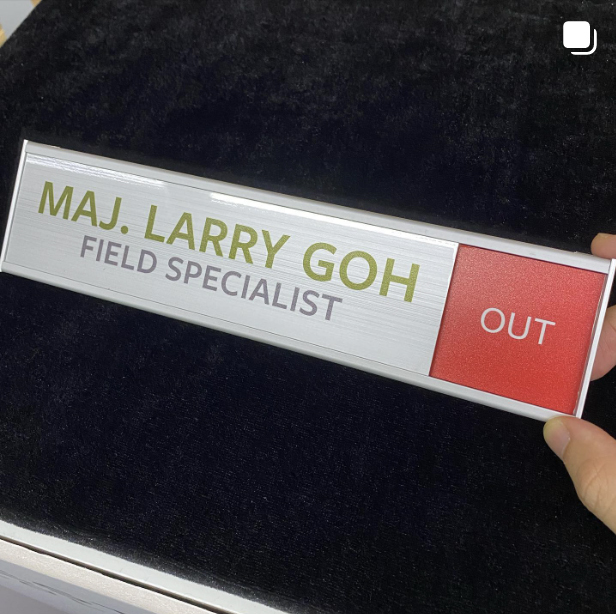 MAJ. LARRY GOH
FIELD SPECIALIST
OUT